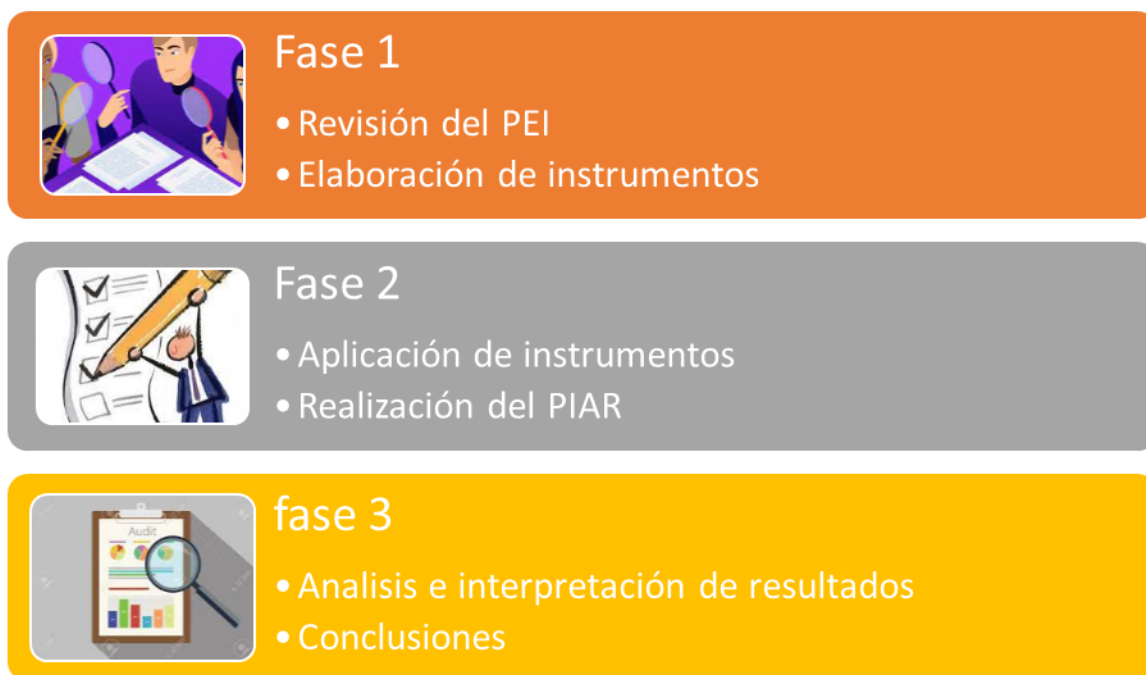 Fase 1
• Revisión del PEI
• Elaboración de instrumentos
Fase 2
• Aplicación de instrumentos
• Realización del PIAR
fase 3
Audit
• Analisis e interpretación de resultados
• Conclusiones